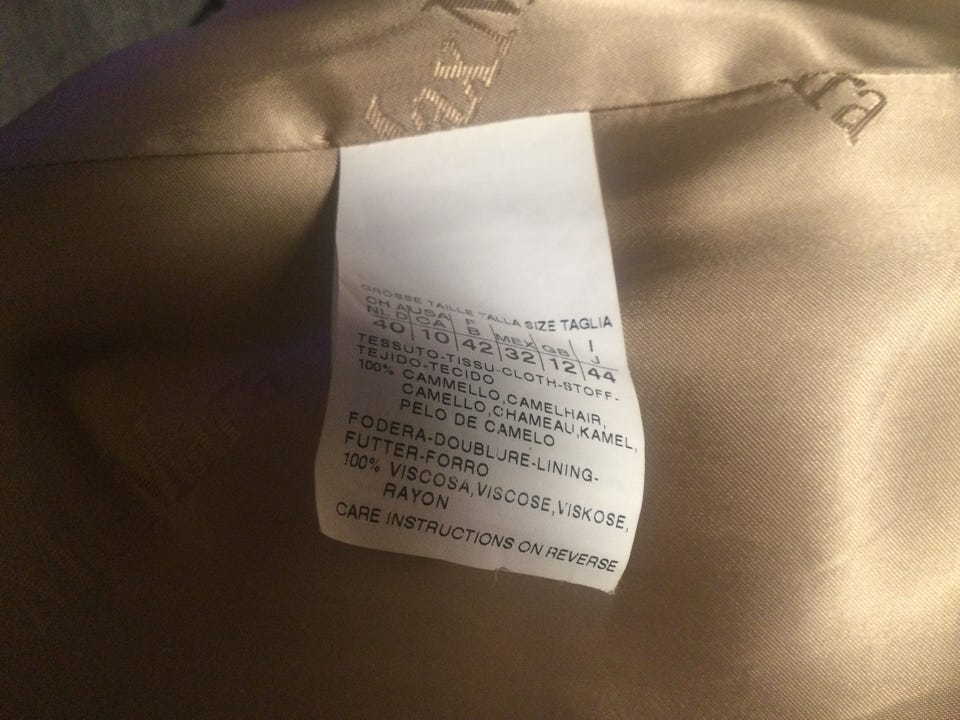 GRÖSSE TAILLE TALLA SIZE TAGLIA
CH A USA F I
NL D CA B MEX GB J
40 10 42 32 12 44
TESSUTO-TISSU-CLOTH-STOFF-
TEJIDO-TECIDO
100% CAMMELLO,CAMELHAIR,
CAMELLO,CHAMEAU,KAMEL,
PELO DE CAMELO
FODERA-DOUBLURE-LINING-
FUTTER-FORRO
100% VISCOSA,VISCOSE,VISKOSE,
RAYON
CARE INSTRUCTIONS ON REVERSE